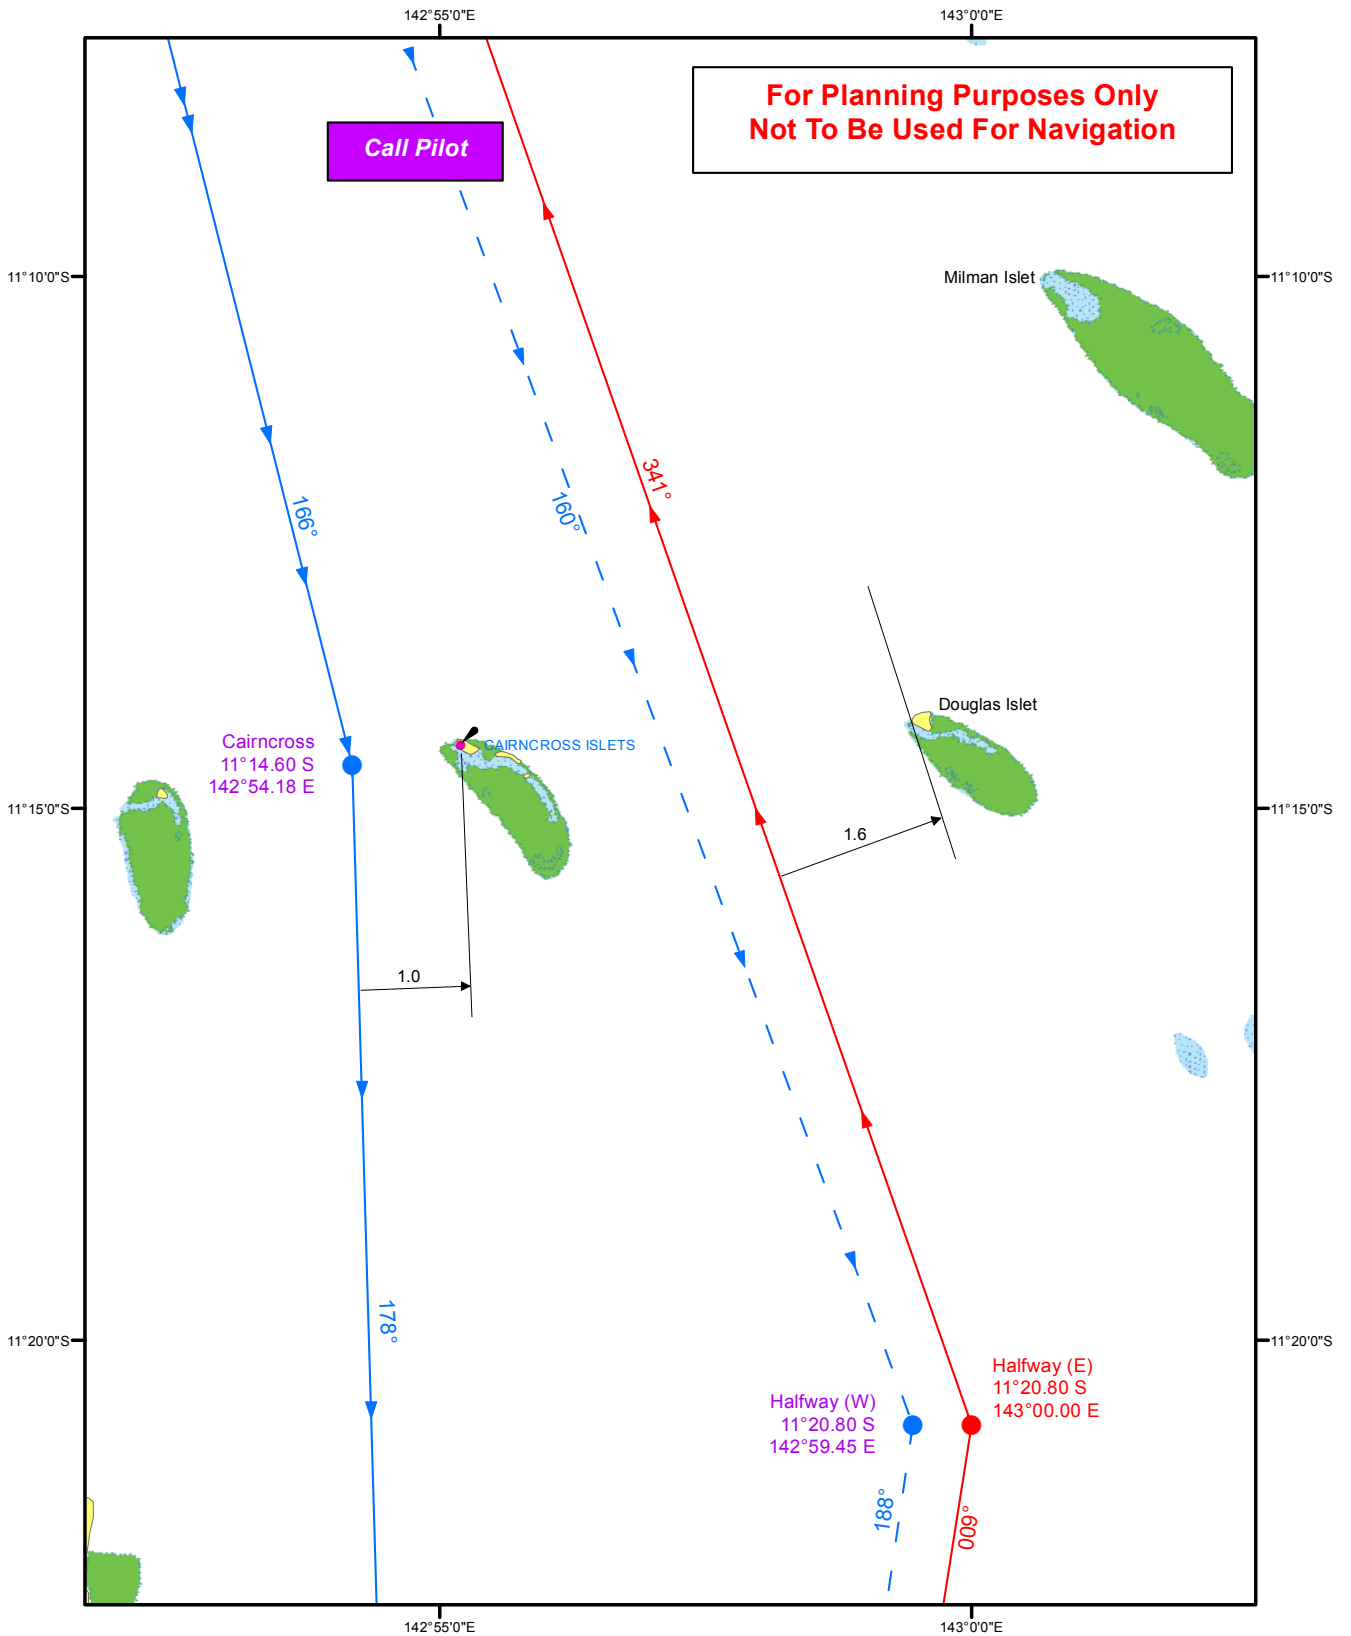 142°55'0"E
143°0'0"E
For Planning Purposes Only
Not To Be Used For Navigation
Call Pilot
11°10'0"S
Milman Islet
11°10'0"S
341°
166°
160°
Douglas Islet
Cairncross
11°14.60 S
142°54.18 E
CAIRNCROSS ISLETS
11°15'0"S
11°15'0"S
1.6
1.0
178°
11°20'0"S
11°20'0"S
Halfway (E)
11°20.80 S
143°00.00 E
Halfway (W)
11°20.80 S
142°59.45 E
188°
009°
142°55'0"E
143°0'0"E